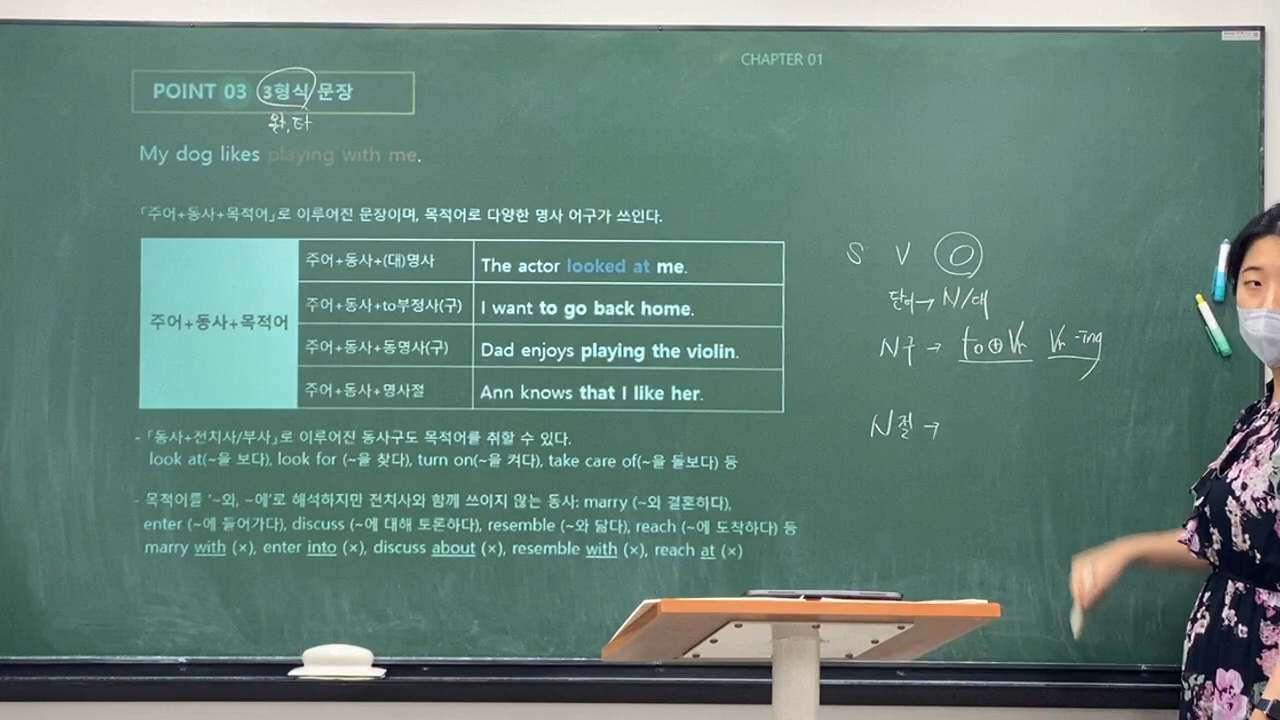 CHAPTER 01
POINT 03 3형식 문장
완,타
My dog likes playing with me.
「주어+동사+목적어」로 이루어진 문장이며, 목적어로 다양한 명사 어구가 쓰인다.
주어+동사+목적어
주어+동사+(대)명사 The actor looked at me.
주어+동사+to부정사(구) I want to go back home.
주어+동사+동명사(구) Dad enjoys playing the violin.
주어+동사+명사절 Ann knows that I like her.
- 「동사+전치사/부사」로 이루어진 동사구도 목적어를 취할 수 있다.
look at(~을 보다), look for (~을 찾다), turn on(~을 켜다), take care of(~을 돌보다) 등
- 목적어를 '~와, ~에'로 해석하지만 전치사와 함께 쓰이지 않는 동사: marry (~와 결혼하다),
enter (~에 들어가다), discuss (~에 대해 토론하다), resemble (~와 닮다), reach (~에 도착하다) 등
marry with (×), enter into (×), discuss about (×), resemble with (×), reach at (×)
S V O
단어→ N/대
N구 → to⊕Vr Vr-ing
N절 →